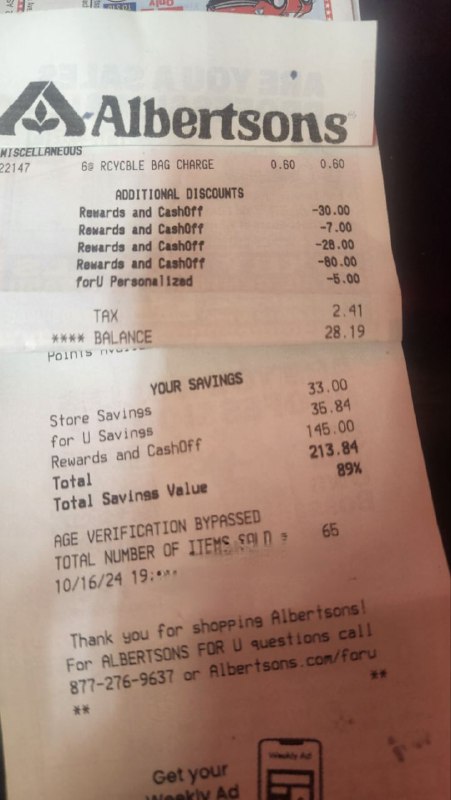 Albertsons
MISCELLANEOUS
22147 6@ RCYCBLE BAG CHARGE 0.60 0.60
ADDITIONAL DISCOUNTS
Rewards and CashOff -30.00
Rewards and CashOff -7.00
Rewards and CashOff -28.00
Rewards and CashOff -80.00
forU Personalized -5.00
TAX 2.41
**** BALANCE 28.19
Points
YOUR SAVINGS
Store Savings 33.00
for U Savings 35.84
Rewards and CashOff 145.00
Total 213.84
Total Savings Value 89%
AGE VERIFICATION BYPASSED
TOTAL NUMBER OF ITEMS SOLD = 65
10/16/24 19:
Thank you for shopping Albertsons!
For ALBERTSONS FOR U questions call
877-276-9637 or Albertsons.com/foru
**
**
Get your
Weekly Ad
Weekly Ad